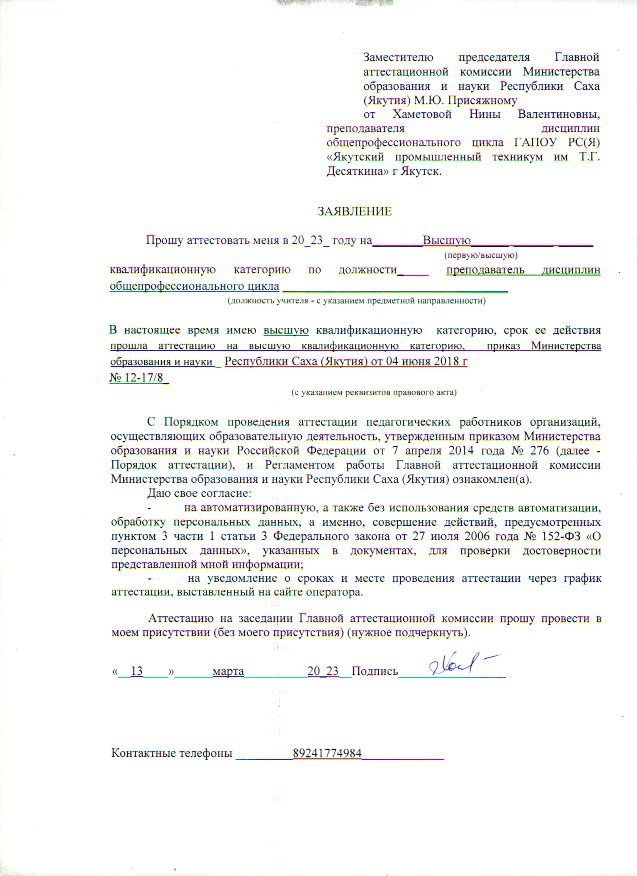 Заместителю председателя Главной
аттестационной комиссии Министерства
образования и науки Республики Саха
(Якутия) М.Ю. Присяжному
от Хаметовой Нины Валентиновны,
преподавателя дисциплин
общепрофессионального цикла ГАПОУ РС(Я)
«Якутский промышленный техникум им Т.Г.
Десяткина» г Якутск.
ЗАЯВЛЕНИЕ
Прошу аттестовать меня в 20_23_ году на________Высшую____________________
(первую/высшую)
квалификационную категорию по должности_ преподаватель дисциплин
общепрофессионального цикла ____________________________________
(должность учителя - с указанием предметной направленности)
В настоящее время имею высшую квалификационную категорию, срок ее действия
прошла аттестацию на высшую квалификационную категорию, приказ Министерства
образования и науки _ Республики Саха (Якутия) от 04 июня 2018 г
№ 12-17/8_
(с указанием реквизитов правового акта)
С Порядком проведения аттестации педагогических работников организаций,
осуществляющих образовательную деятельность, утвержденным приказом Министерства
образования и науки Российской Федерации от 7 апреля 2014 года № 276 (далее -
Порядок аттестации), и Регламентом работы Главной аттестационной комиссии
Министерства образования и науки Республики Саха (Якутия) ознакомлен(а).
Даю свое согласие:
- на автоматизированную, а также без использования средств автоматизации,
обработку персональных данных, а именно, совершение действий, предусмотренных
пунктом 3 части 1 статьи 3 Федерального закона от 27 июля 2006 года № 152-ФЗ «О
персональных данных», указанных в документах, для проверки достоверности
представленной мной информации;
- на уведомление о сроках и месте проведения аттестации через график
аттестации, выставленный на сайте оператора.
Аттестацию на заседании Главной аттестационной комиссии прошу провести в
моем присутствии (без моего присутствия) (нужное подчеркнуть).
«__13____»______марта__________20_23__Подпись_________________
Контактные телефоны _________89241774984_____________